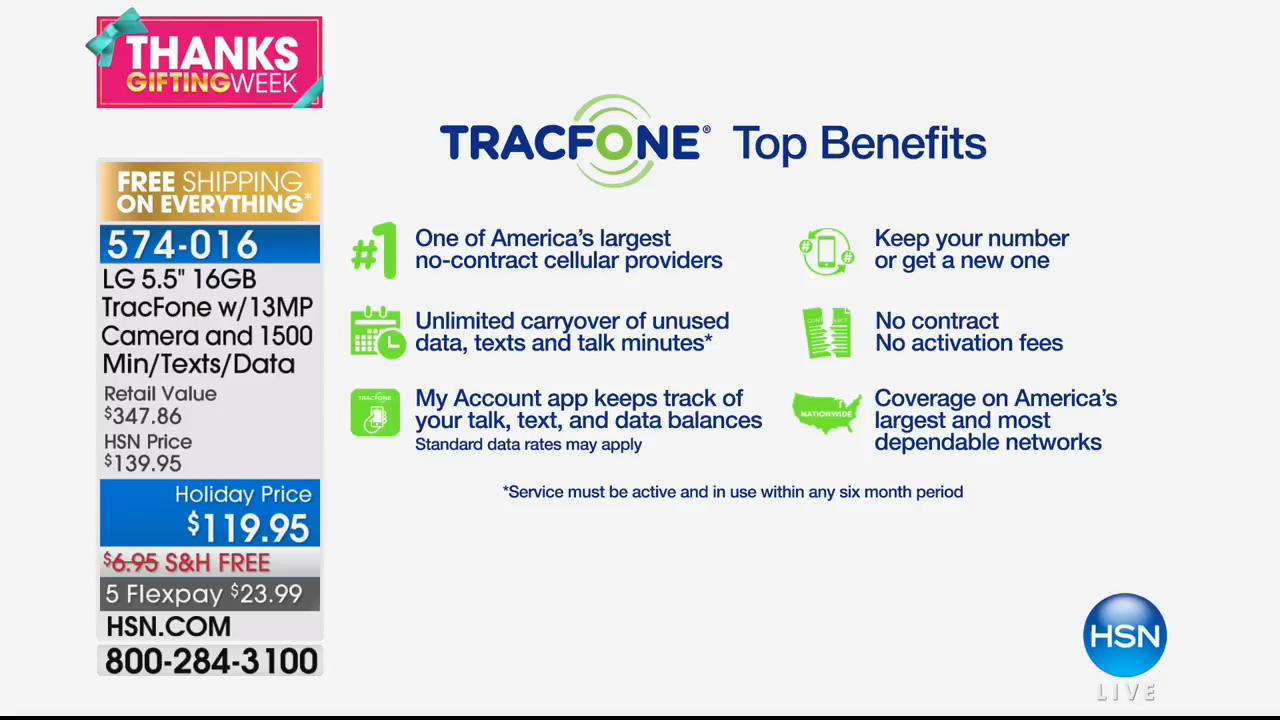 THANKS
GIFTINGWEEK
FREE SHIPPING
ON EVERYTHING*
574-016
LG 5.5" 16GB
TracFone w/13MP
Camera and 1500
Min/Texts/Data
Retail Value
$347.86
HSN Price
$139.95
Holiday Price
$119.95
$6.95 S&H FREE
5 Flexpay $23.99
HSN.COM
800-284-3100
TRACFONE® Top Benefits
#1
One of America's largest
no-contract cellular providers
Unlimited carryover of unused
data, texts and talk minutes*
TRACFONE
My Account app keeps track of
your talk, text, and data balances
Standard data rates may apply
# #
Keep your number
or get a new one
No contract
No activation fees
NATIONWIDE
Coverage on America's
largest and most
dependable networks
*Service must be active and in use within any six month period
HSN
LIVE